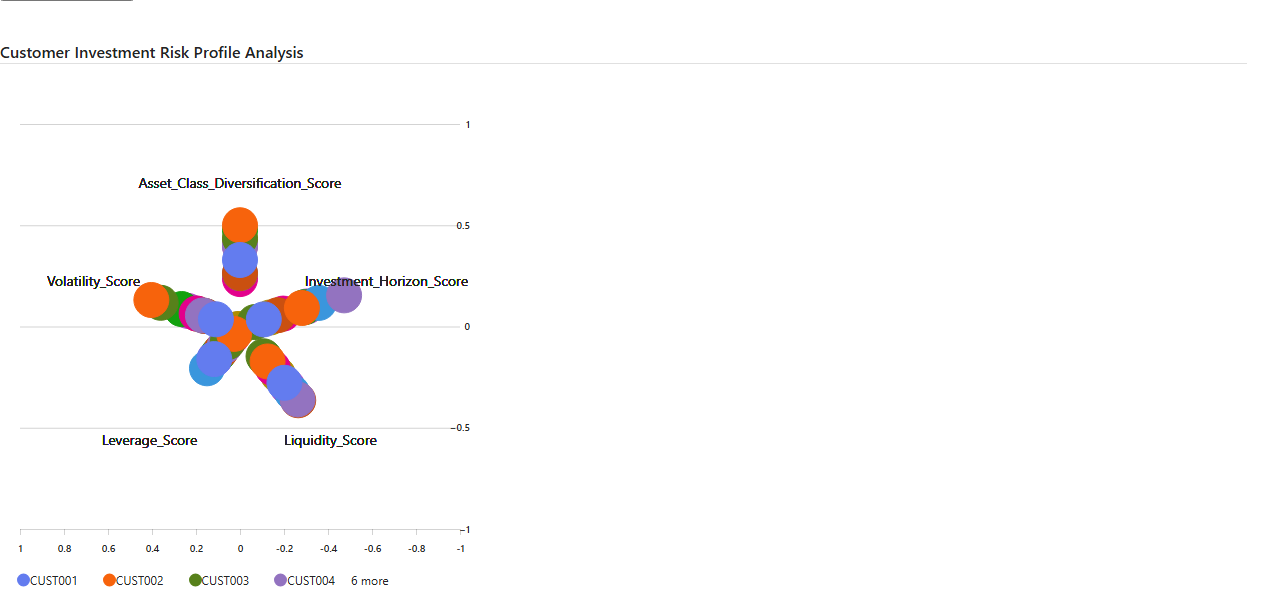 Customer Investment Risk Profile Analysis
1
Asset_Class_Diversification_Score
0.5
Volatility_Score
Investment_Horizon_Score
0
−0.5
Leverage_Score
Liquidity_Score
−1
1 0.8 0.6 0.4 0.2 0 -0.2 -0.4 -0.6 -0.8 -1
CUST001 CUST002 CUST003 CUST004 6 more